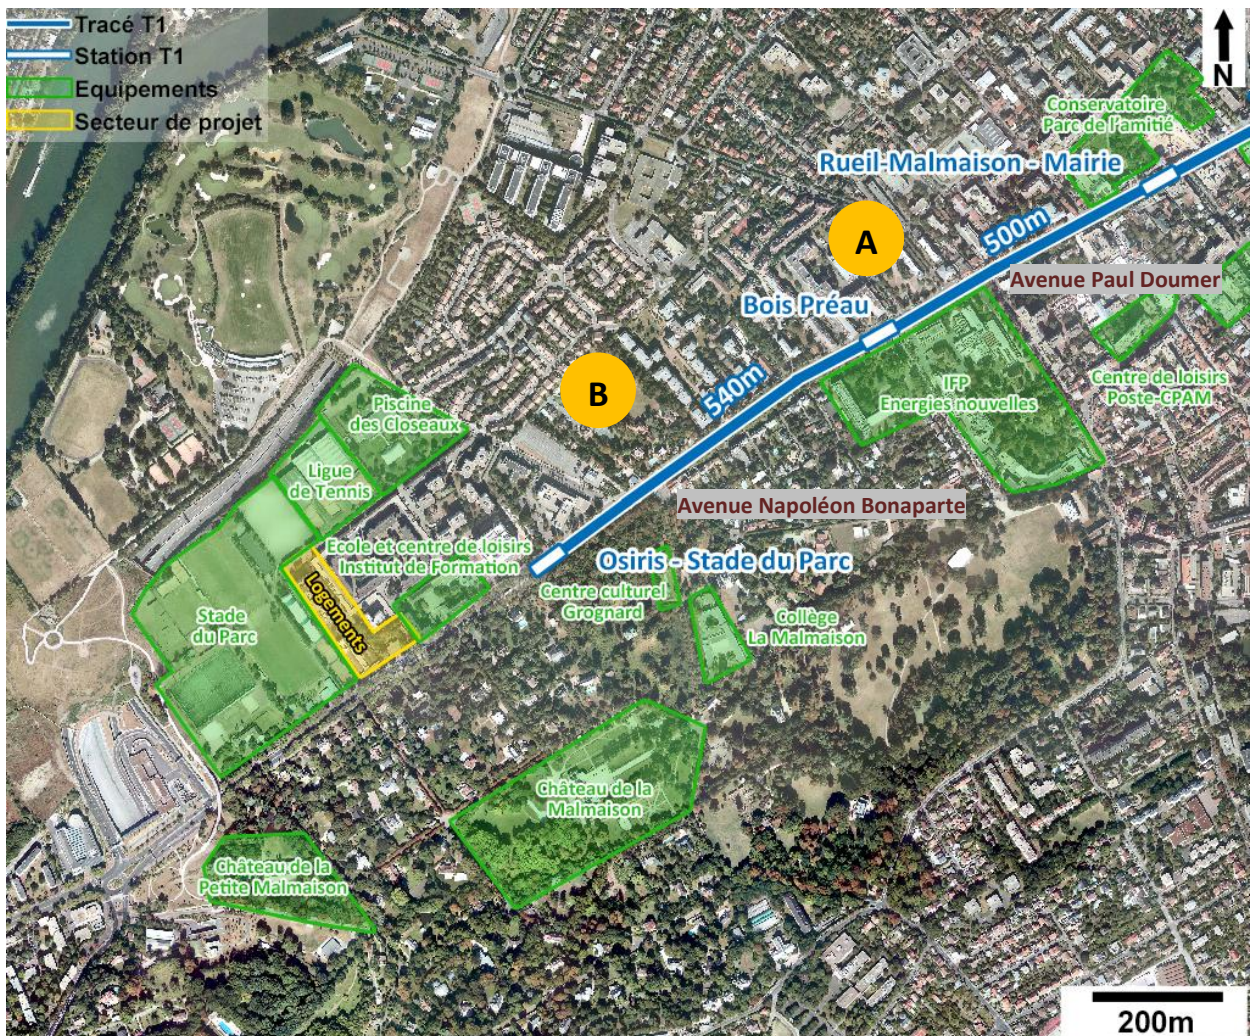 Tracé T1
Station T1
Equipements
Secteur de projet
N
Conservatoire
Parc de l'amitié
Rueil-Malmaison - Mairie
A
500m
Avenue Paul Doumer
Bois Préau
540m
IFP
Energies nouvelles
Centre de loisirs
Poste-CPAM
B
Piscine
des Closeaux
Ligue
de Tennis
Avenue Napoléon Bonaparte
Ecole et centre de loisirs
Institut de Formation
Osiris - Stade du Parc
Centre culturel
Grognard
Logements
Stade
du Parc
Collège
La Malmaison
Château de la
Malmaison
Château de la
Petite Malmaison
200m